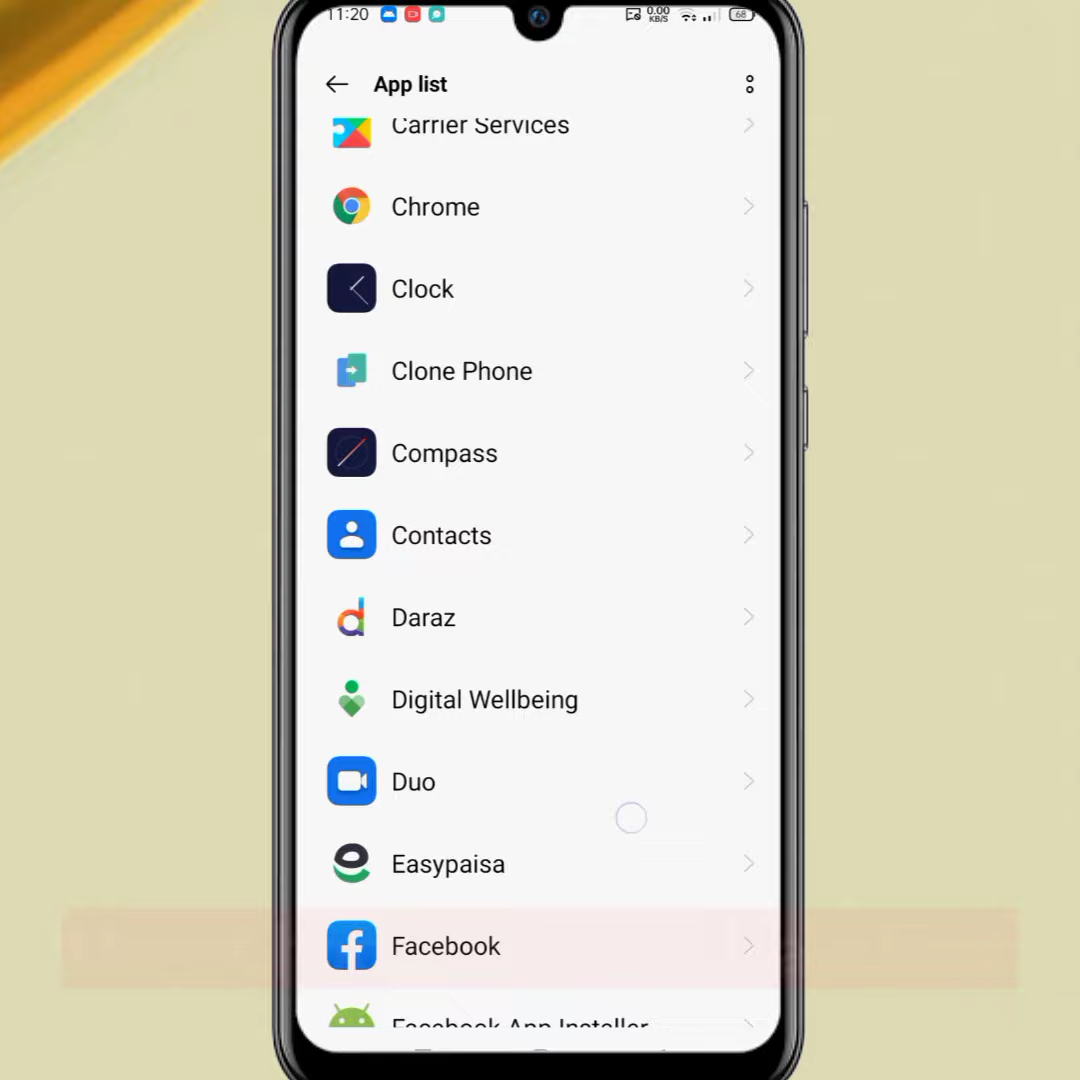 11:20
0.00
KB/S
68
App list
Carrier Services
Chrome
Clock
Clone Phone
Compass
Contacts
Daraz
Digital Wellbeing
Duo
Easypaisa
Facebook
Facebook App Installer